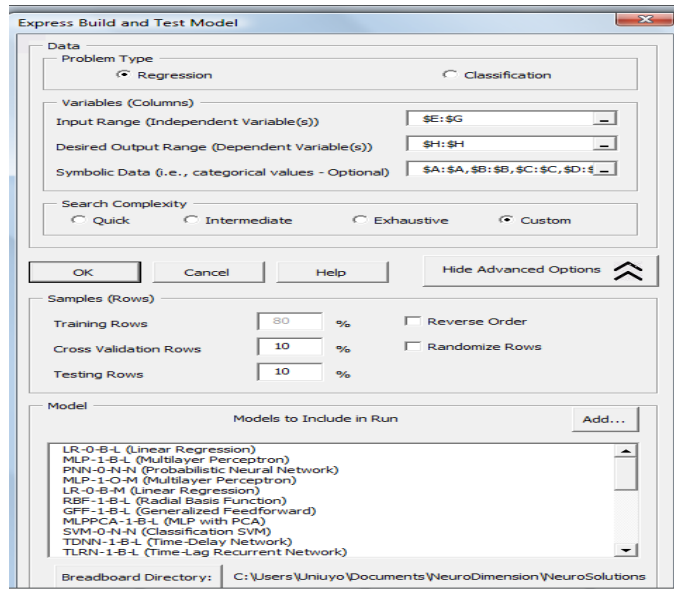 Express Build and Test Model
Data
Problem Type
Regression Classification
Variables (Columns)
Input Range (Independent Variable(s)) $E:$G
Desired Output Range (Dependent Variable(s)) $H:$H
Symbolic Data (i.e., categorical values - Optional) $A:$A,$B:$B,$C:$C,$D:$
Search Complexity
Quick Intermediate Exhaustive Custom
OK Cancel Help Hide Advanced Options
Samples (Rows)
Training Rows 80 % Reverse Order
Cross Validation Rows 10 % Randomize Rows
Testing Rows 10 %
Model
Models to Include in Run Add...
LR-0-B-L (Linear Regression)
MLP-1-B-L (Multilayer Perceptron)
PNN-0-N-N (Probabilistic Neural Network)
MLP-1-O-M (Multilayer Perceptron)
LR-0-B-M (Linear Regression)
RBF-1-B-L (Radial Basis Function)
GFF-1-B-L (Generalized Feedforward)
MLPPCA-1-B-L (MLP with PCA)
SVM-0-N-N (Classification SVM)
TDNN-1-B-L (Time-Delay Network)
TLRN-1-B-L (Time-Lag Recurrent Network)
Breadboard Directory: C:\Users\Uniuyo\Documents\NeuroDimension\NeuroSolutions